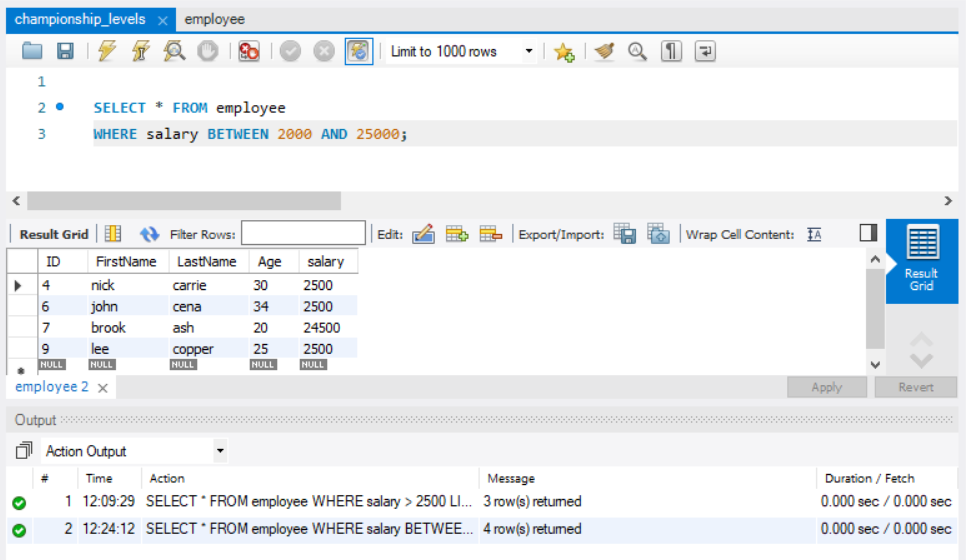 championship_levels × employee
Limit to 1000 rows
1
2 SELECT * FROM employee
3 WHERE salary BETWEEN 2000 AND 25000;
Result Grid Filter Rows: Edit: Export/Import: Wrap Cell Content: IA
Result Grid
ID FirstName LastName Age salary
4 nick carrie 30 2500
6 john cena 34 2500
7 brook ash 20 24500
9 lee copper 25 2500
NULL NULL NULL NULL NULL
employee 2 × Apply Revert
Output
Action Output
# Time Action Message Duration / Fetch
1 12:09:29 SELECT * FROM employee WHERE salary > 2500 LI... 3 row(s) returned 0.000 sec / 0.000 sec
2 12:24:12 SELECT * FROM employee WHERE salary BETWEE... 4 row(s) returned 0.000 sec / 0.000 sec